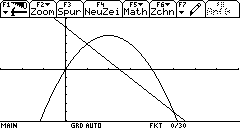 F1 F2 Zoom F3 Spur F4 NeuZei F5 Math F6 Zchn F7
MAIN GRD AUTO FKT 0/30